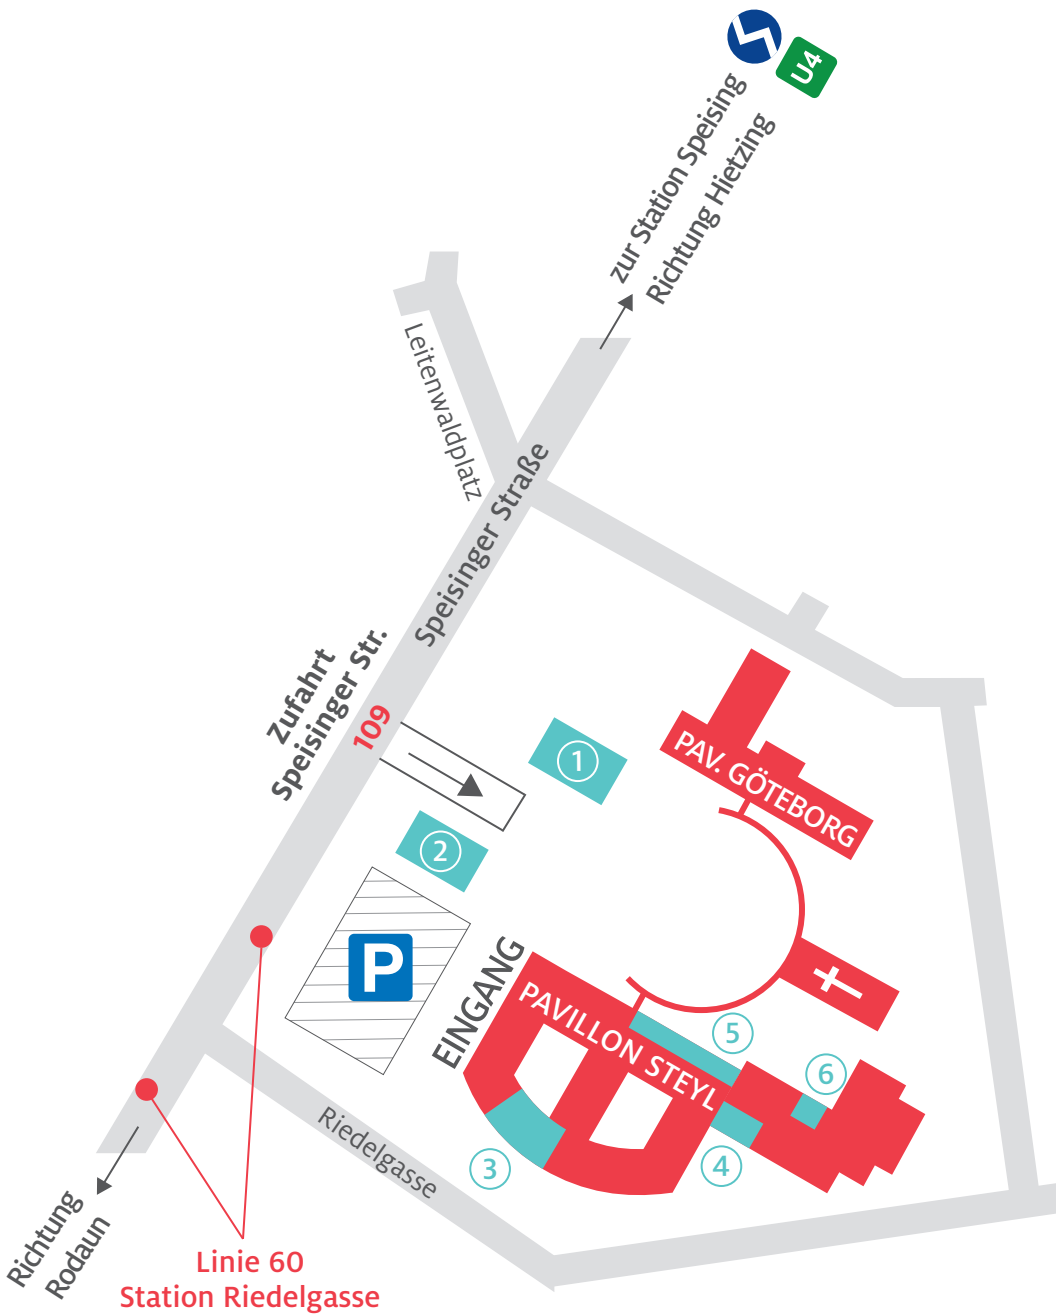 U4
zur Station Speising
Richtung Hietzing
Leitenwaldplatz
Speisinger Straße
Zufahrt
Speisinger Str.
109
1
PAV. GÖTEBORG
2
P
EINGANG
PAVILLON STEYL
5
6
3
4
Riedelgasse
Richtung
Rodaun
Linie 60
Station Riedelgasse